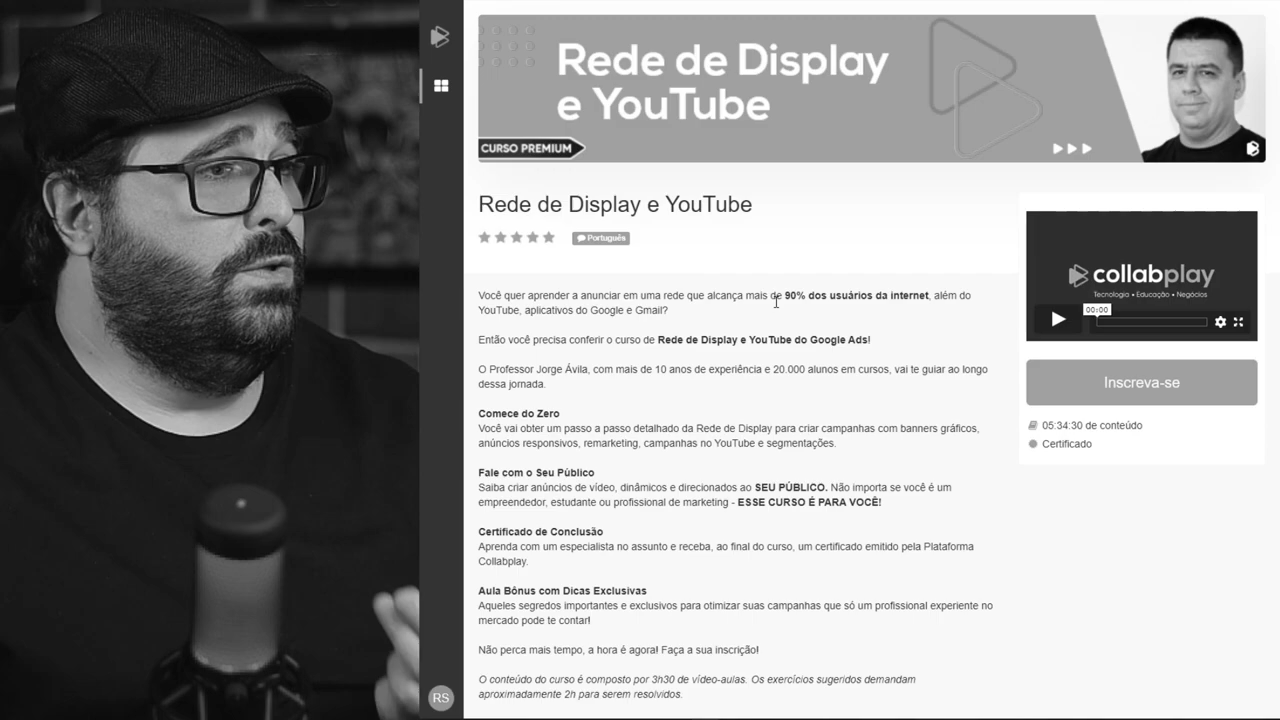 Rede de Display
e YouTube
CURSO PREMIUM
Rede de Display e YouTube
Português
Você quer aprender a anunciar em uma rede que alcança mais de 90% dos usuários da internet, além do
YouTube, aplicativos do Google e Gmail?
Então você precisa conferir o curso de Rede de Display e YouTube do Google Ads!
O Professor Jorge Ávila, com mais de 10 anos de experiência e 20.000 alunos em cursos, vai te guiar ao longo
dessa jornada.
Comece do Zero
Você vai obter um passo a passo detalhado da Rede de Display para criar campanhas com banners gráficos,
anúncios responsivos, remarketing, campanhas no YouTube e segmentações.
Fale com o Seu Público
Saiba criar anúncios de vídeo, dinâmicos e direcionados ao SEU PÚBLICO. Não importa se você é um
empreendedor, estudante ou profissional de marketing - ESSE CURSO É PARA VOCÊ!
Certificado de Conclusão
Aprenda com um especialista no assunto e receba, ao final do curso, um certificado emitido pela Plataforma
Collabplay.
Aula Bônus com Dicas Exclusivas
Aqueles segredos importantes e exclusivos para otimizar suas campanhas que só um profissional experiente no
mercado pode te contar!
Não perca mais tempo, a hora é agora! Faça a sua inscrição!
O conteúdo do curso é composto por 3h30 de vídeo-aulas. Os exercícios sugeridos demandam
aproximadamente 2h para serem resolvidos.
collabplay
Tecnologia • Educação • Negócios
00:00
Inscreva-se
05:34:30 de conteúdo
Certificado
RS